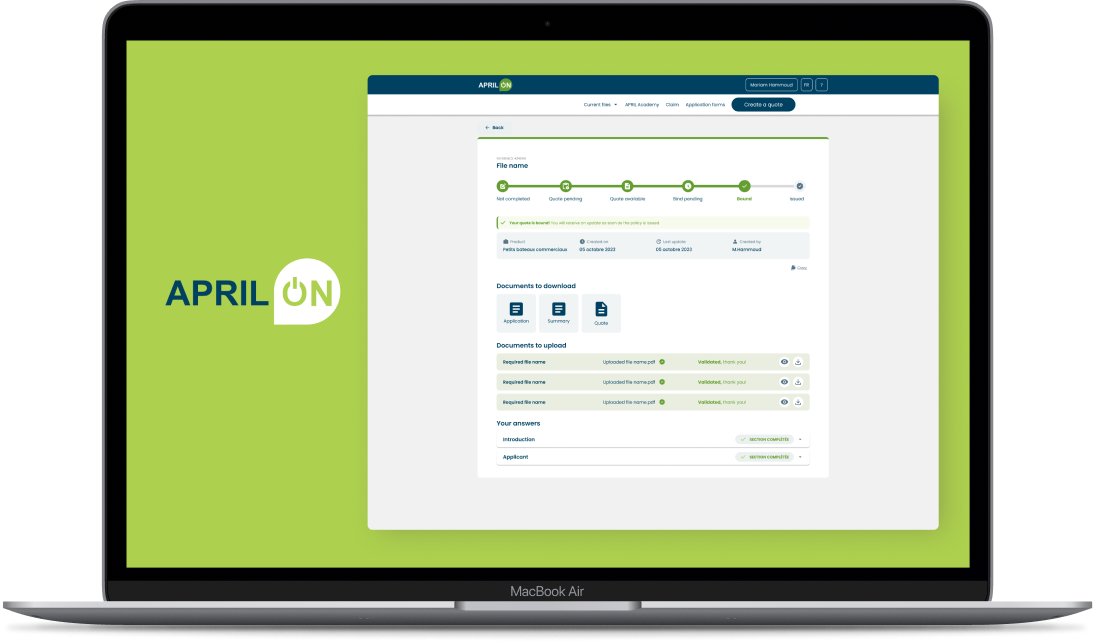 APRIL ON
Mariam Hammoud
FR
Current files
APRIL Academy
Claim
Application forms
Create a quote
Back
File name
Not completed
Quote pending
Quote available
Bind pending
Bound
Issued
Your quote is bound! You will receive an update as soon as the policy is issued
Product
Petits bateaux commerciaux
Created on
05 octobre 2023
Last update
05 octobre 2023
Created by
M.Hammoud
Documents to download
Application
Summary
Quote
Documents to upload
Required file name Uploaded file name.pdf Validated, thank you!
Required file name Uploaded file name.pdf Validated, thank you!
Required file name Uploaded file name.pdf Validated, thank you!
Your answers
Introduction SECTION COMPLÉTÉE
Applicant SECTION COMPLÉTÉE
APRIL ON
MacBook Air